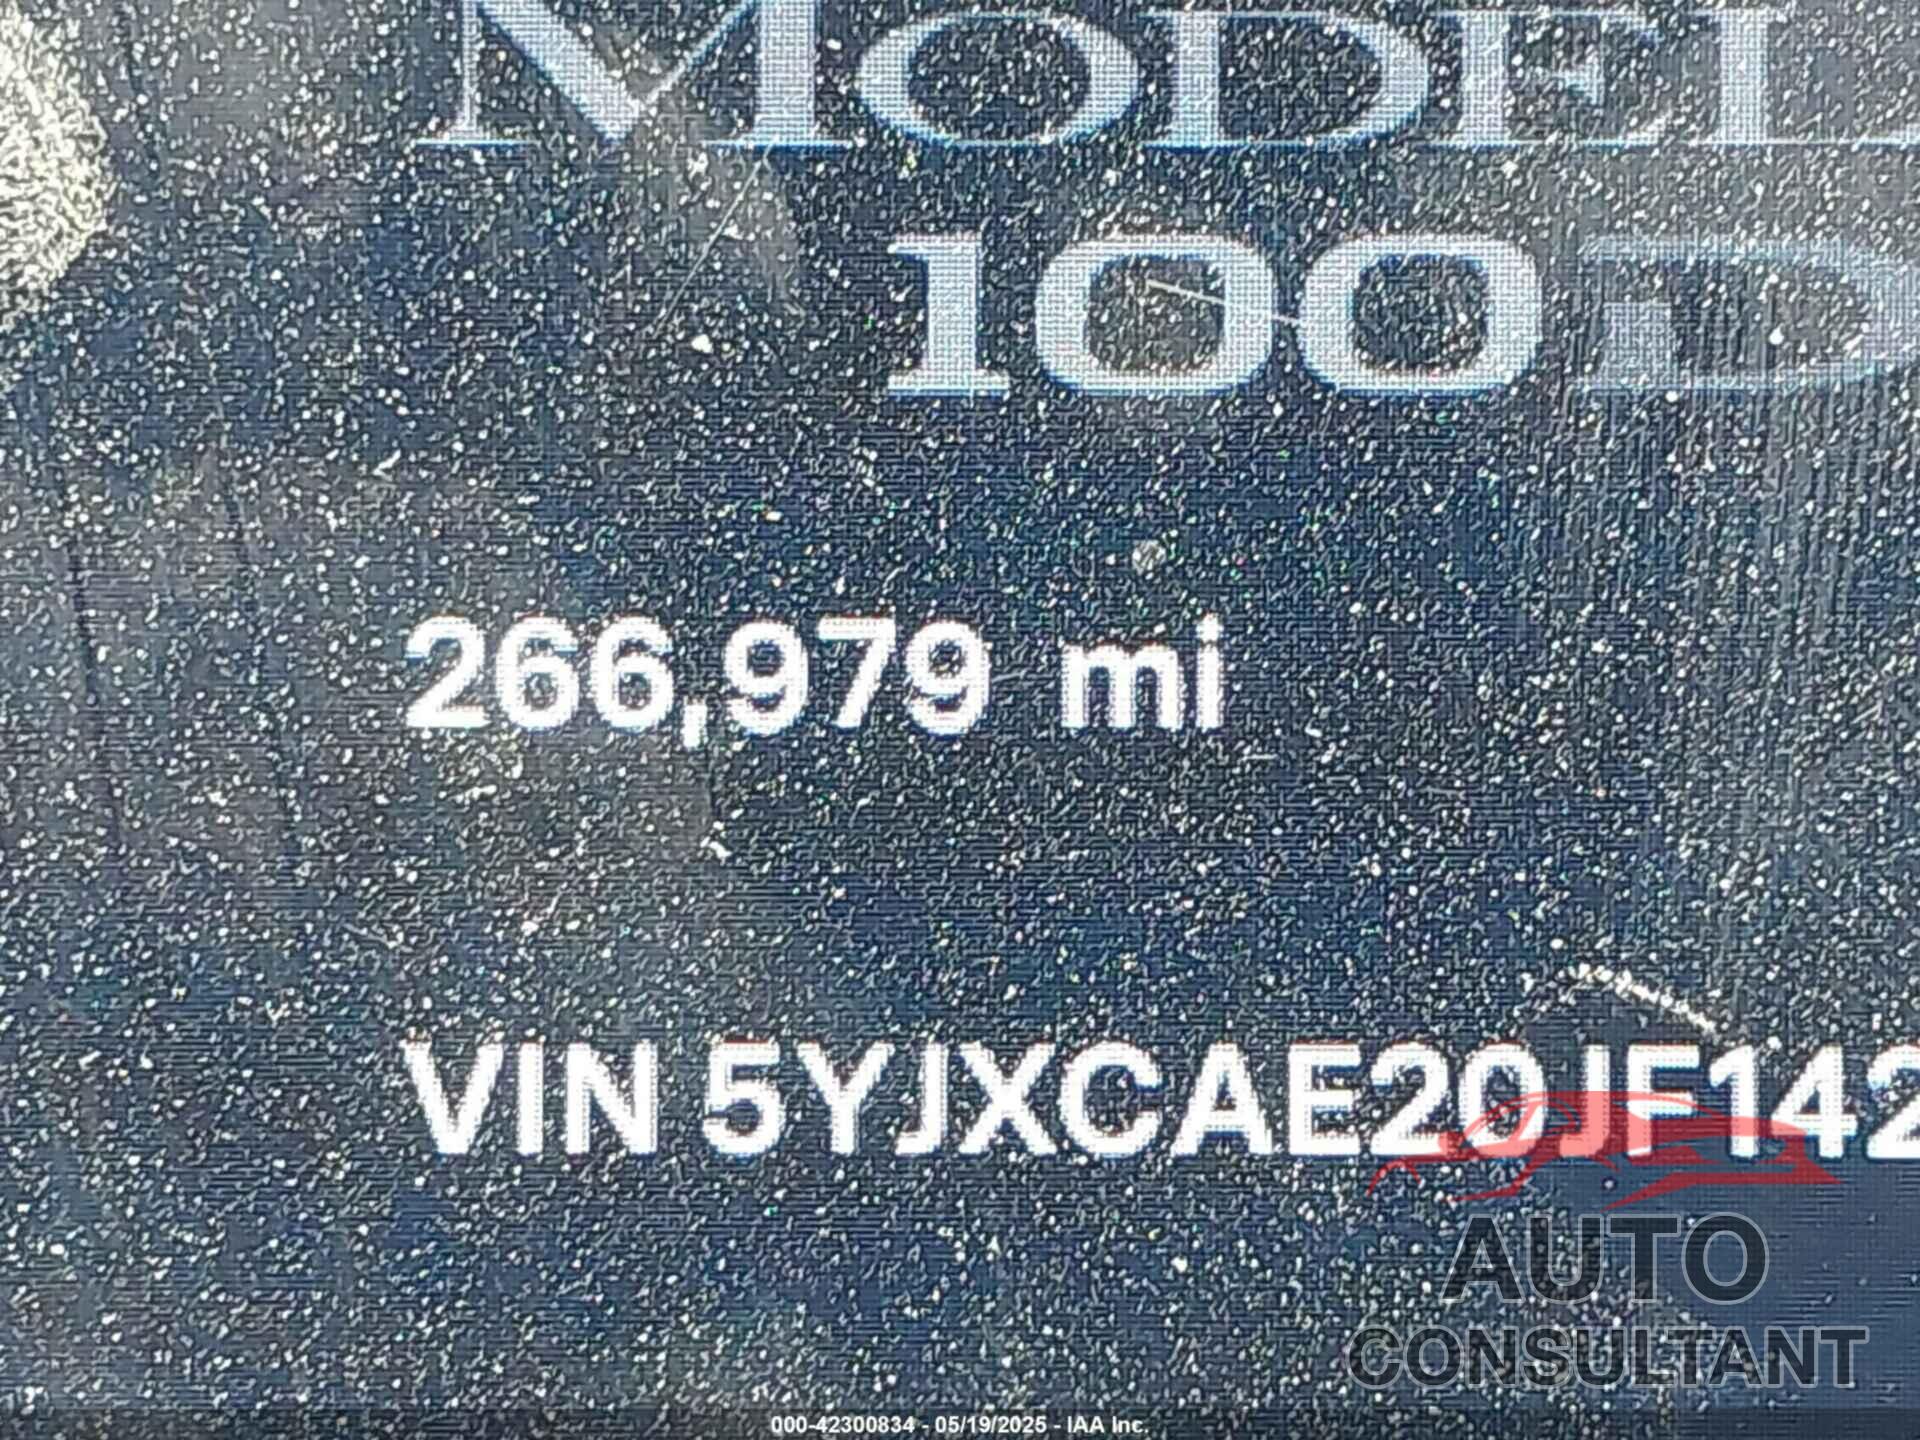 MODEL
100D
266,979 mi
VIN 5YJXCAE20JF142
AUTO
CONSULTANT
000-42300834 - 05/19/2025 - IAA Inc.